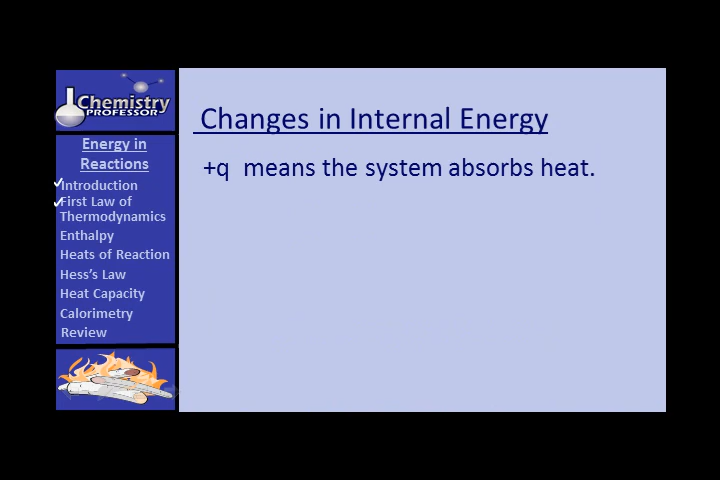 Chemistry
PROFESSOR
Energy in
Reactions
Introduction
First Law of
Thermodynamics
Enthalpy
Heats of Reaction
Hess's Law
Heat Capacity
Calorimetry
Review
Changes in Internal Energy
+q means the system absorbs heat.